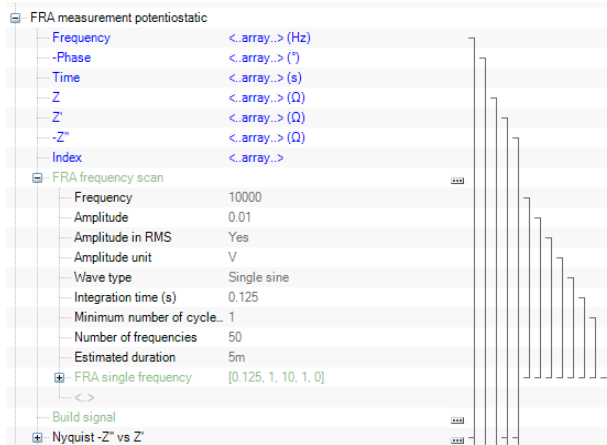 FRA measurement potentiostatic
Frequency <..array..> (Hz)
-Phase <..array..> (°)
Time <..array..> (s)
Z <..array..> (Ω)
Z' <..array..> (Ω)
-Z'' <..array..> (Ω)
Index <..array..>
FRA frequency scan
Frequency 10000
Amplitude 0.01
Amplitude in RMS Yes
Amplitude unit V
Wave type Single sine
Integration time (s) 0.125
Minimum number of cycle... 1
Number of frequencies 50
Estimated duration 5m
FRA single frequency [0.125, 1, 10, 1, 0]
<..>
Build signal
Nyquist -Z'' vs Z'